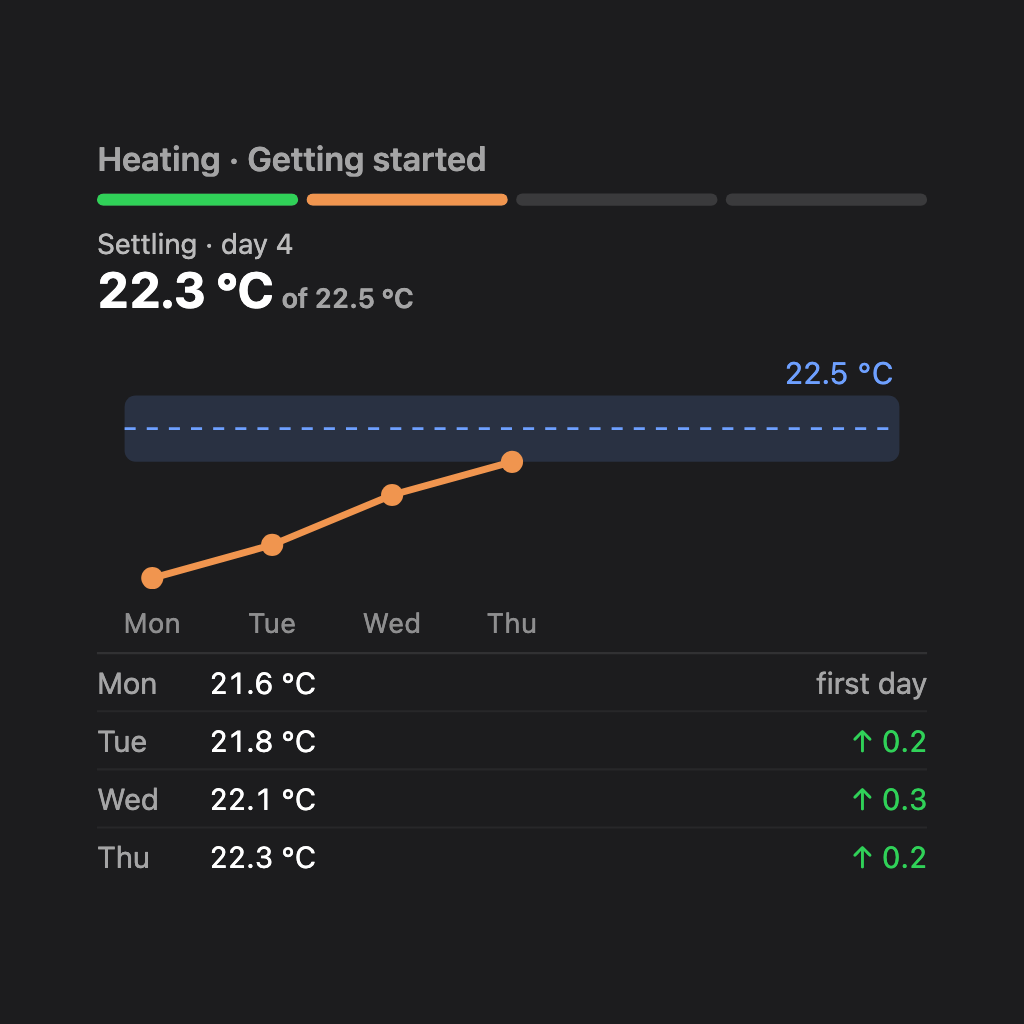 Heating · Getting started
Settling · day 4
22.3 °C of 22.5 °C
22.5 °C
Mon Tue Wed Thu
Mon 21.6 °C first day
Tue 21.8 °C ↑ 0.2
Wed 22.1 °C ↑ 0.3
Thu 22.3 °C ↑ 0.2